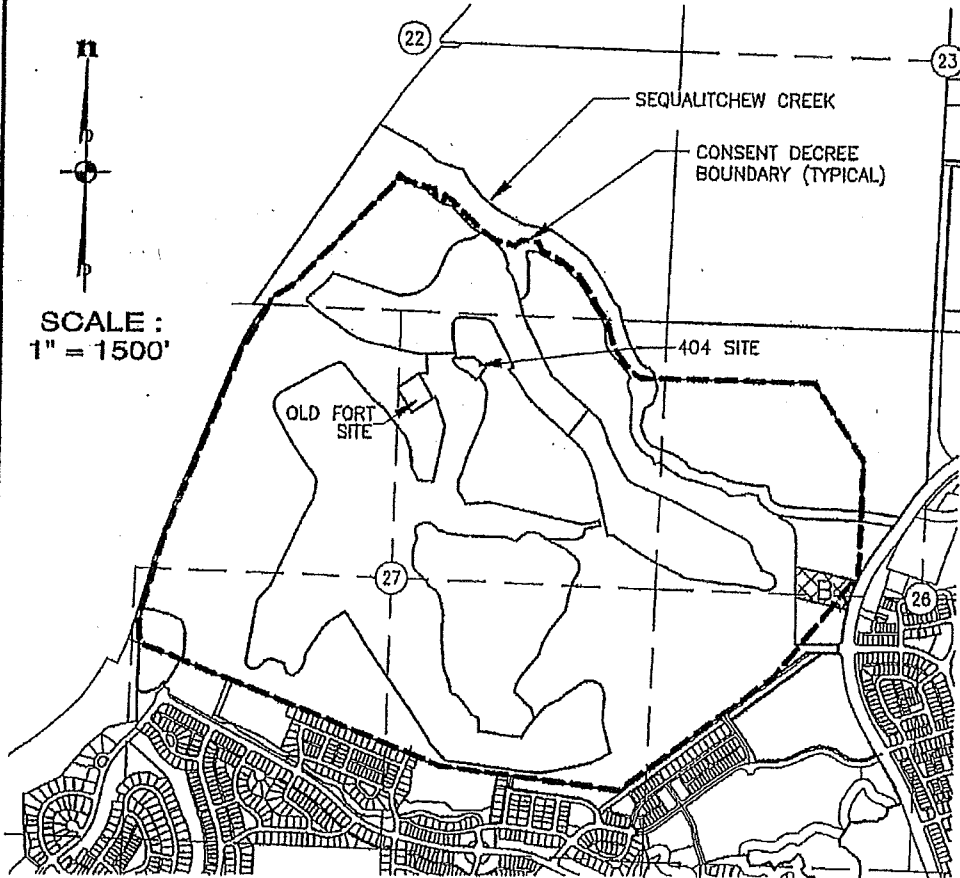 n
22
23
SEQUALITCHEW CREEK
CONSENT DECREE
BOUNDARY (TYPICAL)
SCALE :
1" = 1500'
404 SITE
OLD FORT
SITE
27
B
26